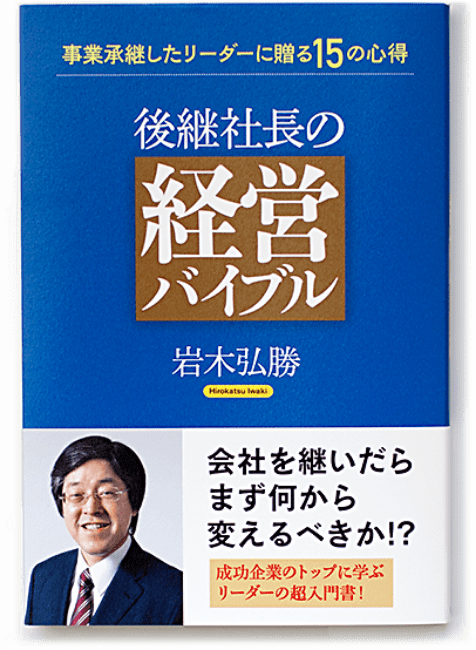 事業承継したリーダーに贈る15の心得
後継社長の
経営
バイブル
岩木弘勝
Hirokatsu Iwaki
会社を継いだら
まず何から
変えるべきか!?
成功企業のトップに学ぶ
リーダーの超入門書!